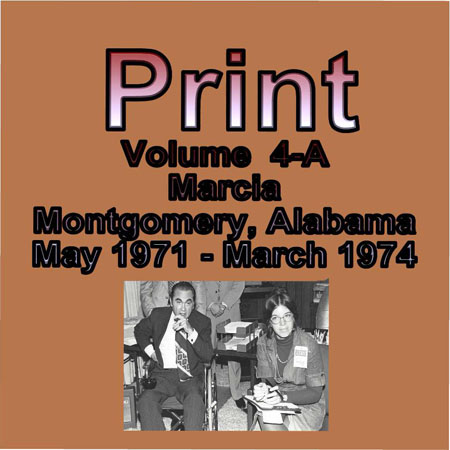 Print
Volume 4-A
Marcia
Montgomery, Alabama
May 1971 - March 1974